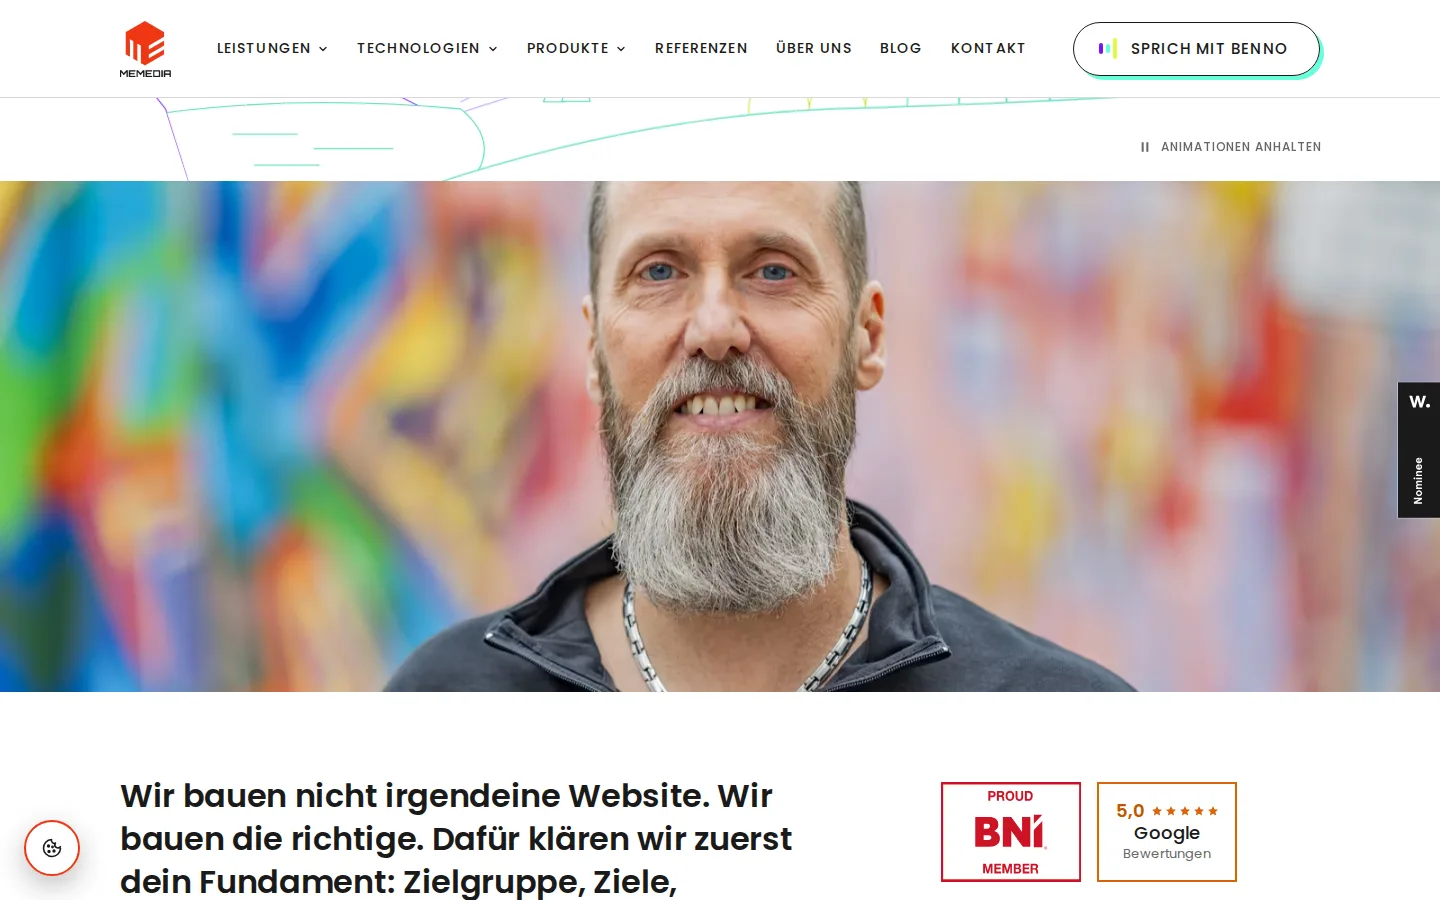 MEMEDIA
LEISTUNGEN
TECHNOLOGIEN
PRODUKTE
REFERENZEN
ÜBER UNS
BLOG
KONTAKT
SPRICH MIT BENNO
ANIMATIONEN ANHALTEN
W.
Nominee
Wir bauen nicht irgendeine Website. Wir
bauen die richtige. Dafür klären wir zuerst
dein Fundament: Zielgruppe, Ziele,
PROUD
BNI
MEMBER
5,0
Google
Bewertungen